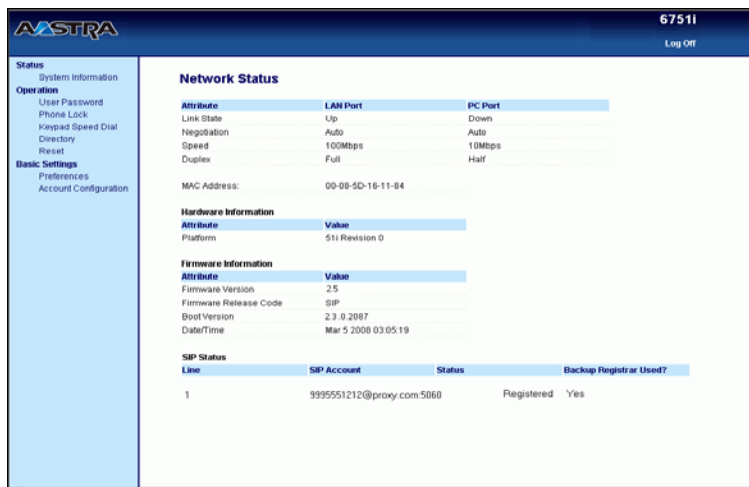 AASTRA
6751i
Log Off
Status
System Information
Operation
User Password
Phone Lock
Keypad Speed Dial
Directory
Reset
Basic Settings
Preferences
Account Configuration
Network Status
Attribute LAN Port PC Port
Link State Up Down
Negotiation Auto Auto
Speed 100Mbps 10Mbps
Duplex Full Half
MAC Address: 00-08-5D-16-11-84
Hardware Information
Attribute Value
Platform 51i Revision 0
Firmware Information
Attribute Value
Firmware Version 2.5
Firmware Release Code SIP
Boot Version 2.3.0.2087
Date/Time Mar 5 2008 03:05:19
SIP Status
Line SIP Account Status Backup Registrar Used?
1 9995551212@proxy.com:5060 Registered Yes